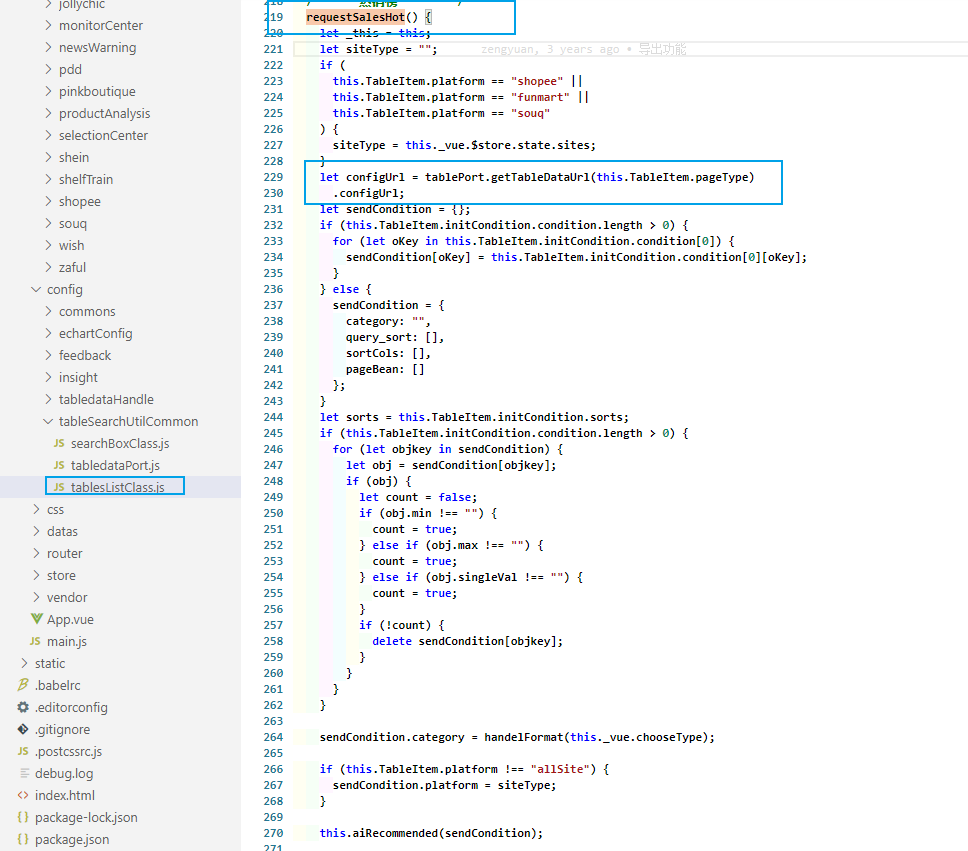 jollychic
monitorCenter
newsWarning
pdd
pinkboutique
productAnalysis
selectionCenter
shein
shelfTrain
shopee
souq
wish
zaful
config
commons
echartConfig
feedback
insight
tabledataHandle
tableSearchUtilCommon
JS searchBoxClass.js
JS tabledataPort.js
JS tablesListClass.js
css
datas
router
store
vendor
App.vue
JS main.js
static
.babelrc
.editorconfig
.gitignore
JS .postcssrc.js
debug.log
<> index.html
{} package-lock.json
{} package.json
219 requestSalesHot() {
220 let _this = this;
221 let siteType = ""; zengyuan, 3 years ago • 导出功能
222 if (
223 this.TableItem.platform == "shopee" ||
224 this.TableItem.platform == "funmart" ||
225 this.TableItem.platform == "souq"
226 ) {
227 siteType = this._vue.$store.state.sites;
228 }
229 let configUrl = tablePort.getTableDataUrl(this.TableItem.pageType)
230 .configUrl;
231 let sendCondition = {};
232 if (this.TableItem.initCondition.condition.length > 0) {
233 for (let oKey in this.TableItem.initCondition.condition[0]) {
234 sendCondition[oKey] = this.TableItem.initCondition.condition[0][oKey];
235 }
236 } else {
237 sendCondition = {
238 category: "",
239 query_sort: [],
240 sortCols: [],
241 pageBean: []
242 };
243 }
244 let sorts = this.TableItem.initCondition.sorts;
245 if (this.TableItem.initCondition.condition.length > 0) {
246 for (let objkey in sendCondition) {
247 let obj = sendCondition[objkey];
248 if (obj) {
249 let count = false;
250 if (obj.min !== "") {
251 count = true;
252 } else if (obj.max !== "") {
253 count = true;
254 } else if (obj.singleVal !== "") {
255 count = true;
256 }
257 if (!count) {
258 delete sendCondition[objkey];
259 }
260 }
261 }
262 }
263
264 sendCondition.category = handelFormat(this._vue.chooseType);
265
266 if (this.TableItem.platform !== "allSite") {
267 sendCondition.platform = siteType;
268 }
269
270 this.aiRecommended(sendCondition);
271